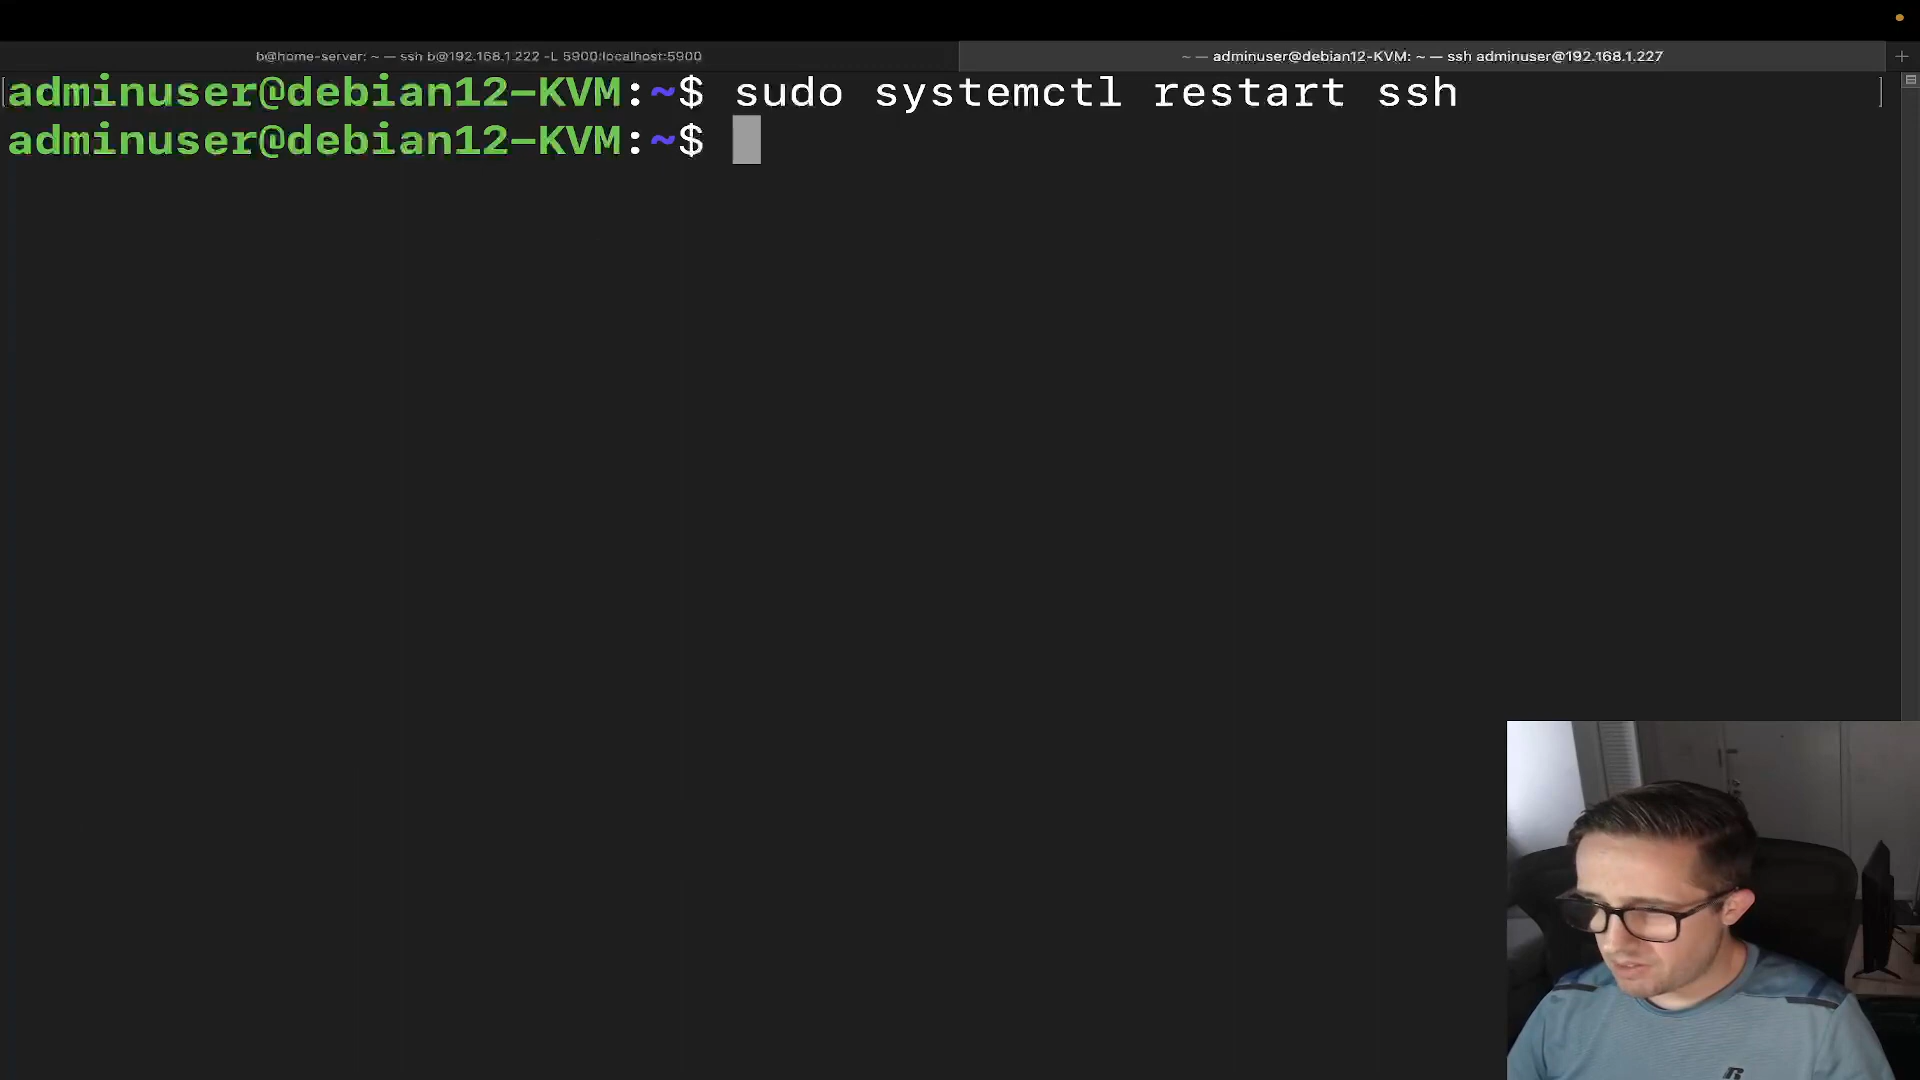 b@home-server: ~ — ssh b@192.168.1.222 -L 5900:localhost:5900
~ — adminuser@debian12-KVM: ~ — ssh adminuser@192.168.1.227
adminuser@debian12-KVM:~$ sudo systemctl restart ssh
adminuser@debian12-KVM:~$